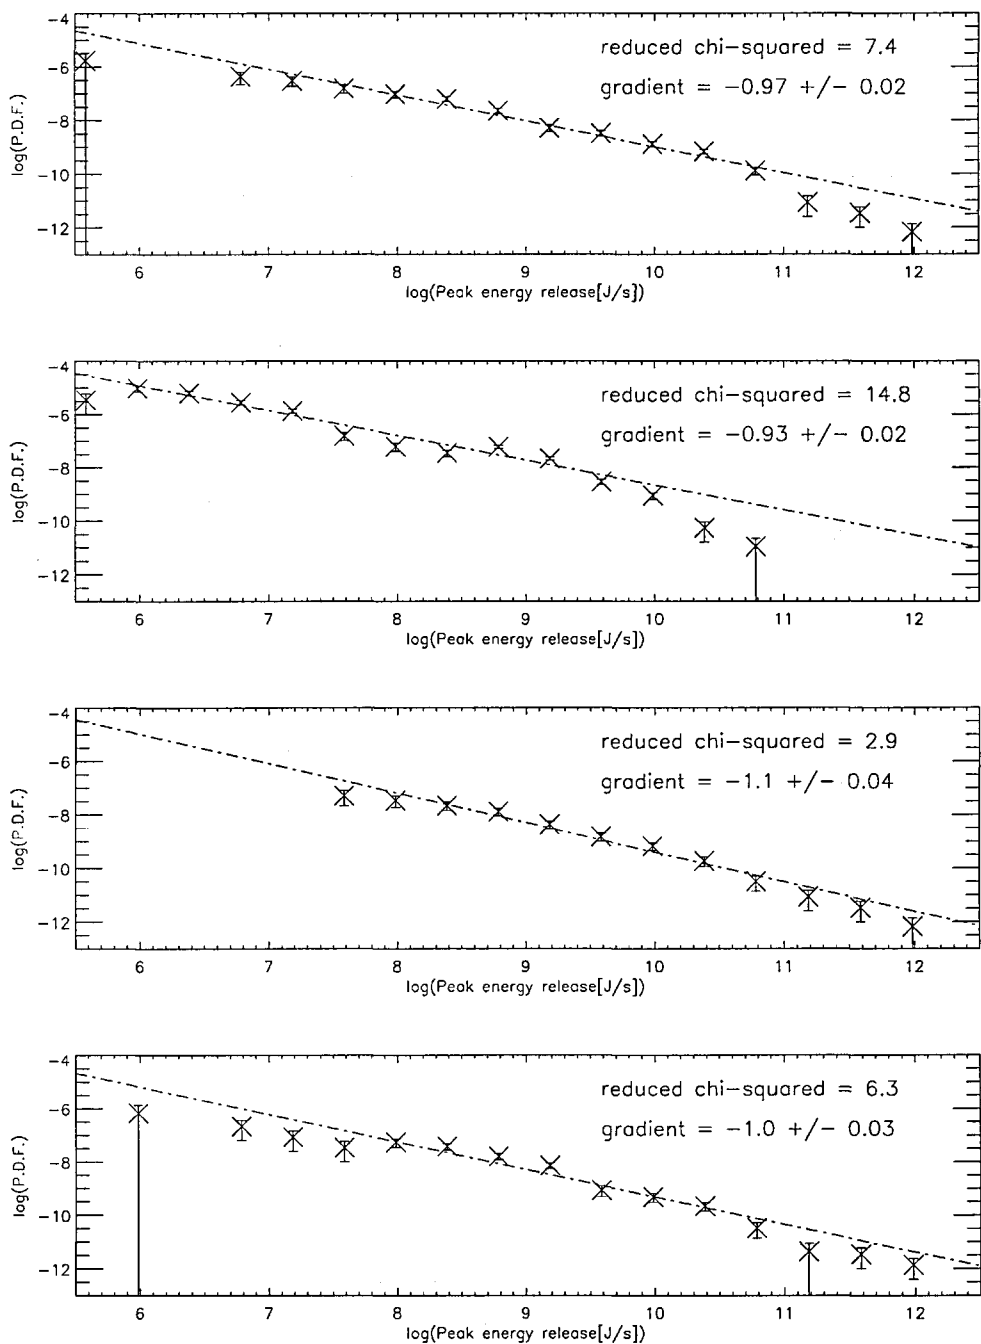 reduced chi-squared = 7.4
gradient = -0.97 +/- 0.02
-6
-8
-10
-12
log(P.D.F.)
6 7 8 9 10 11 12
log(Peak energy release[J/s])
-4
reduced chi-squared = 14.8
gradient = -0.93 +/- 0.02
-6
-8
-10
-12
log(P.D.F.)
6 7 8 9 10 11 12
log(Peak energy release[J/s])
-4
reduced chi-squared = 2.9
gradient = -1.1 +/- 0.04
-6
-8
-10
-12
log(P.D.F.)
6 7 8 9 10 11 12
log(Peak energy release[J/s])
-4
reduced chi-squared = 6.3
gradient = -1.0 +/- 0.03
-6
-8
-10
-12
log(P.D.F.)
6 7 8 9 10 11 12
log(Peak energy release[J/s])